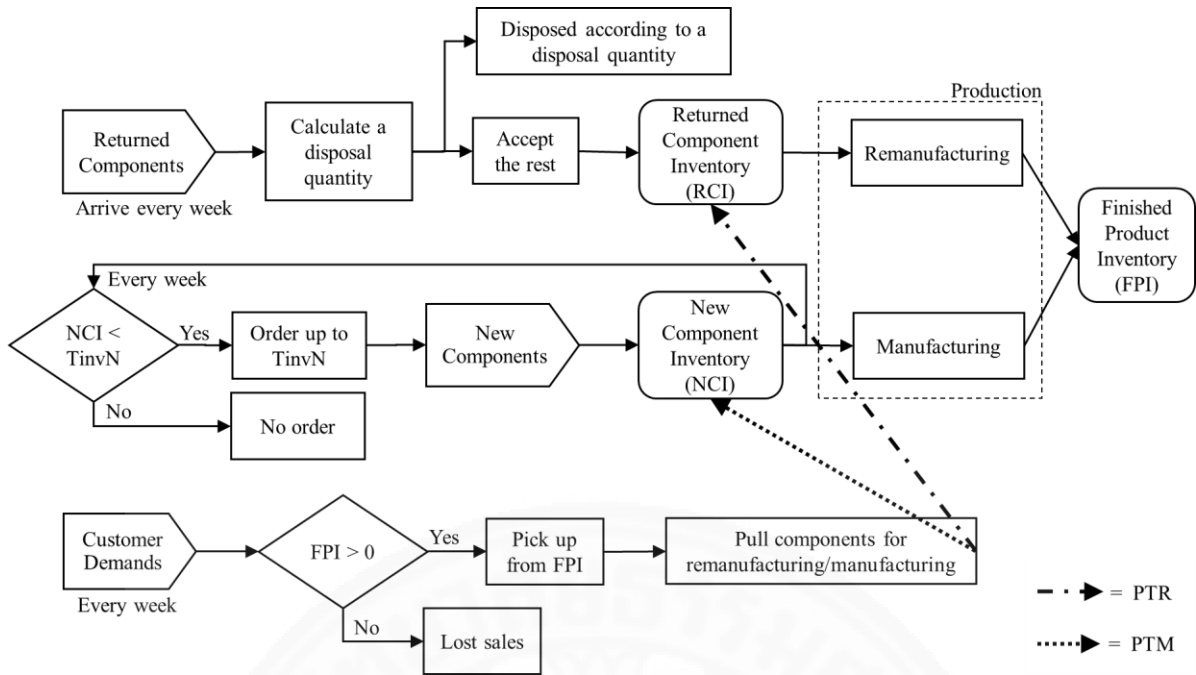 Disposed according to a
disposal quantity
Production
Returned
Components
Arrive every week
Calculate a
disposal
quantity
Accept
the rest
Returned
Component
Inventory
(RCI)
Remanufacturing
Finished
Product
Inventory
(FPI)
Every week
NCI <
TinvN
Yes
No
Order up to
TinvN
No order
New
Components
New
Component
Inventory
(NCI)
Manufacturing
Customer
Demands
Every week
FPI > 0
Yes
No
Pick up
from FPI
Lost sales
Pull components for
remanufacturing/manufacturing
= PTR
= PTM